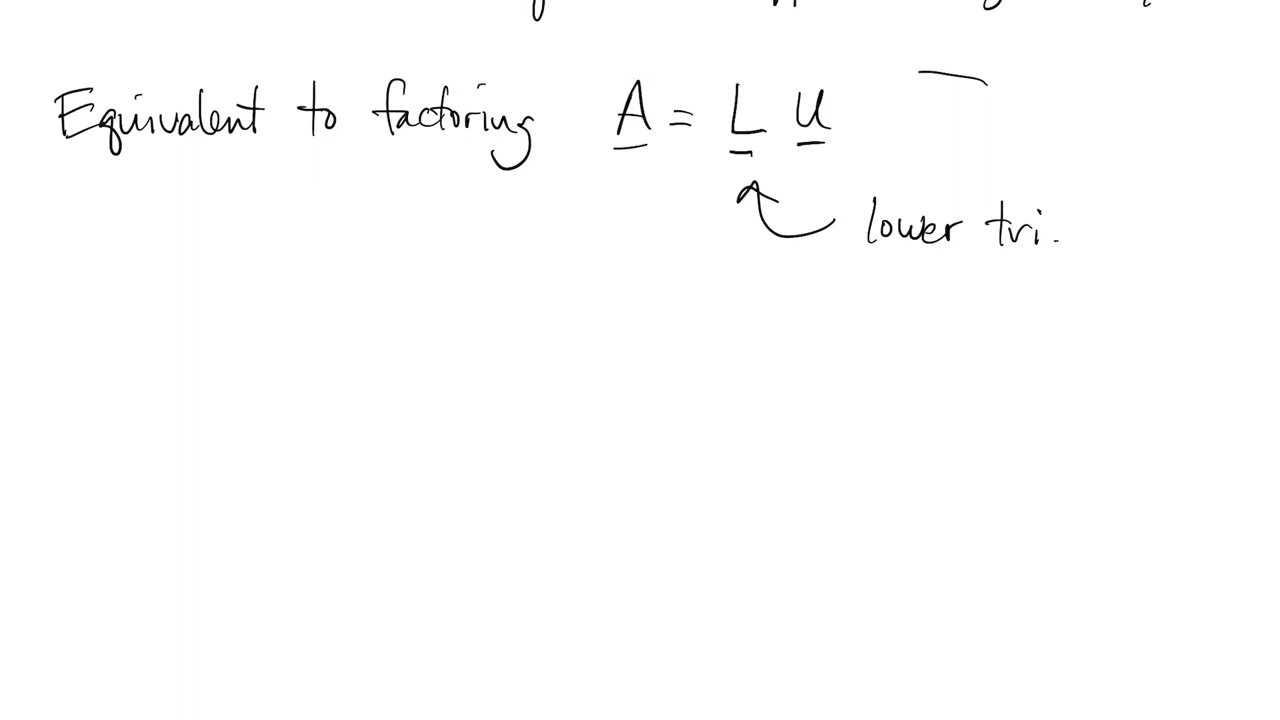 Equivalent to factoring A = L U
lower tri.